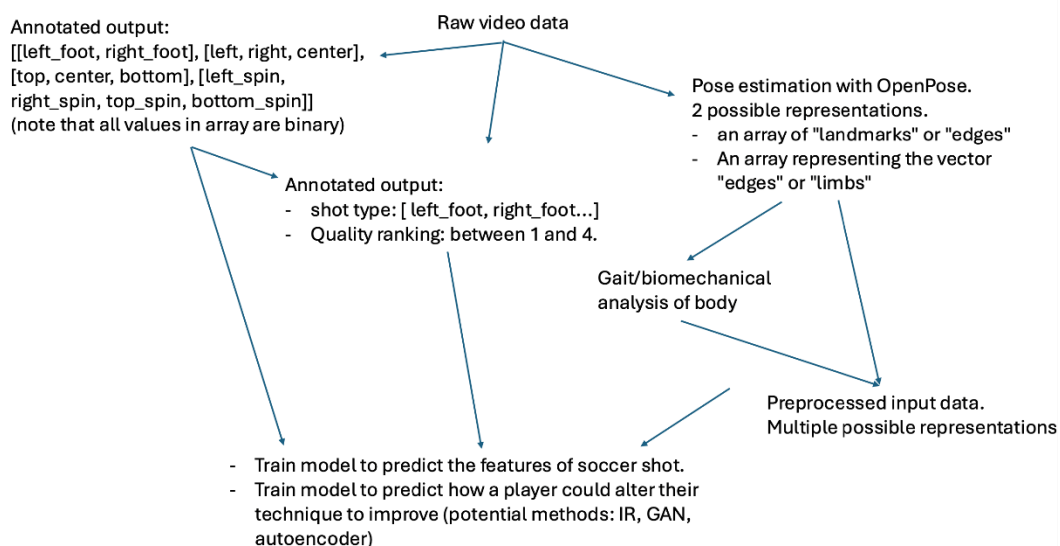 Raw video data
Annotated output:
[[left_foot, right_foot], [left, right, center],
[top, center, bottom], [left_spin,
right_spin, top_spin, bottom_spin]]
(note that all values in array are binary)
Pose estimation with OpenPose.
2 possible representations.
- an array of "landmarks" or "edges"
- An array representing the vector
"edges" or "limbs"
Annotated output:
- shot type: [ left_foot, right_foot...]
- Quality ranking: between 1 and 4.
Gait/biomechanical
analysis of body
Preprocessed input data.
Multiple possible representations
- Train model to predict the features of soccer shot.
- Train model to predict how a player could alter their
technique to improve (potential methods: IR, GAN,
autoencoder)